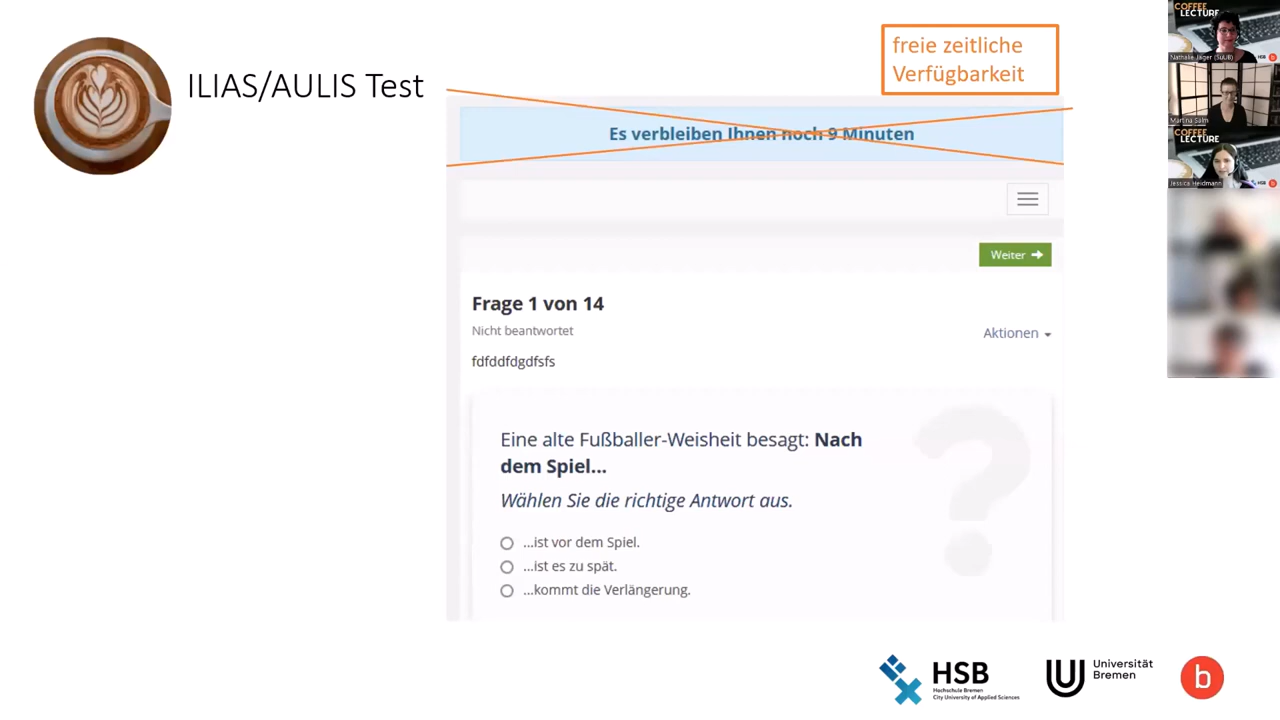 ILIAS/AULIS Test
freie zeitliche
Verfügbarkeit
Es verbleiben Ihnen noch 9 Minuten
Weiter
Frage 1 von 14
Nicht beantwortet
Aktionen
fdfddfdgdfsfs
Eine alte Fußballer-Weisheit besagt: Nach
dem Spiel...
Wählen Sie die richtige Antwort aus.
...ist vor dem Spiel.
...ist es zu spät.
...kommt die Verlängerung.
HSB
Hochschule Bremen
City University of Applied Sciences
Universität
Bremen
b
COFFEE
LECTURE
Nathalie Jäger (SuUB)
Martina Salm
COFFEE
LECTURE
Jessica Heidmann